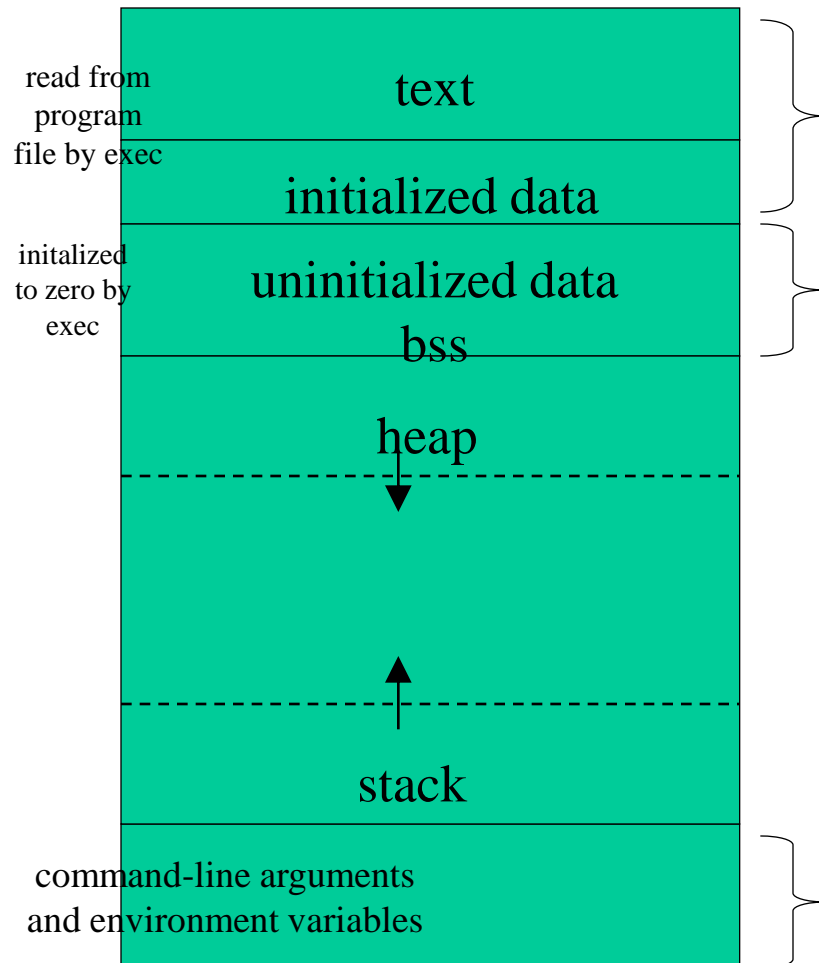 text
read from
program
file by exec
initialized data
initalized
to zero by
exec
uninitialized data
bss
heap
stack
command-line arguments
and environment variables